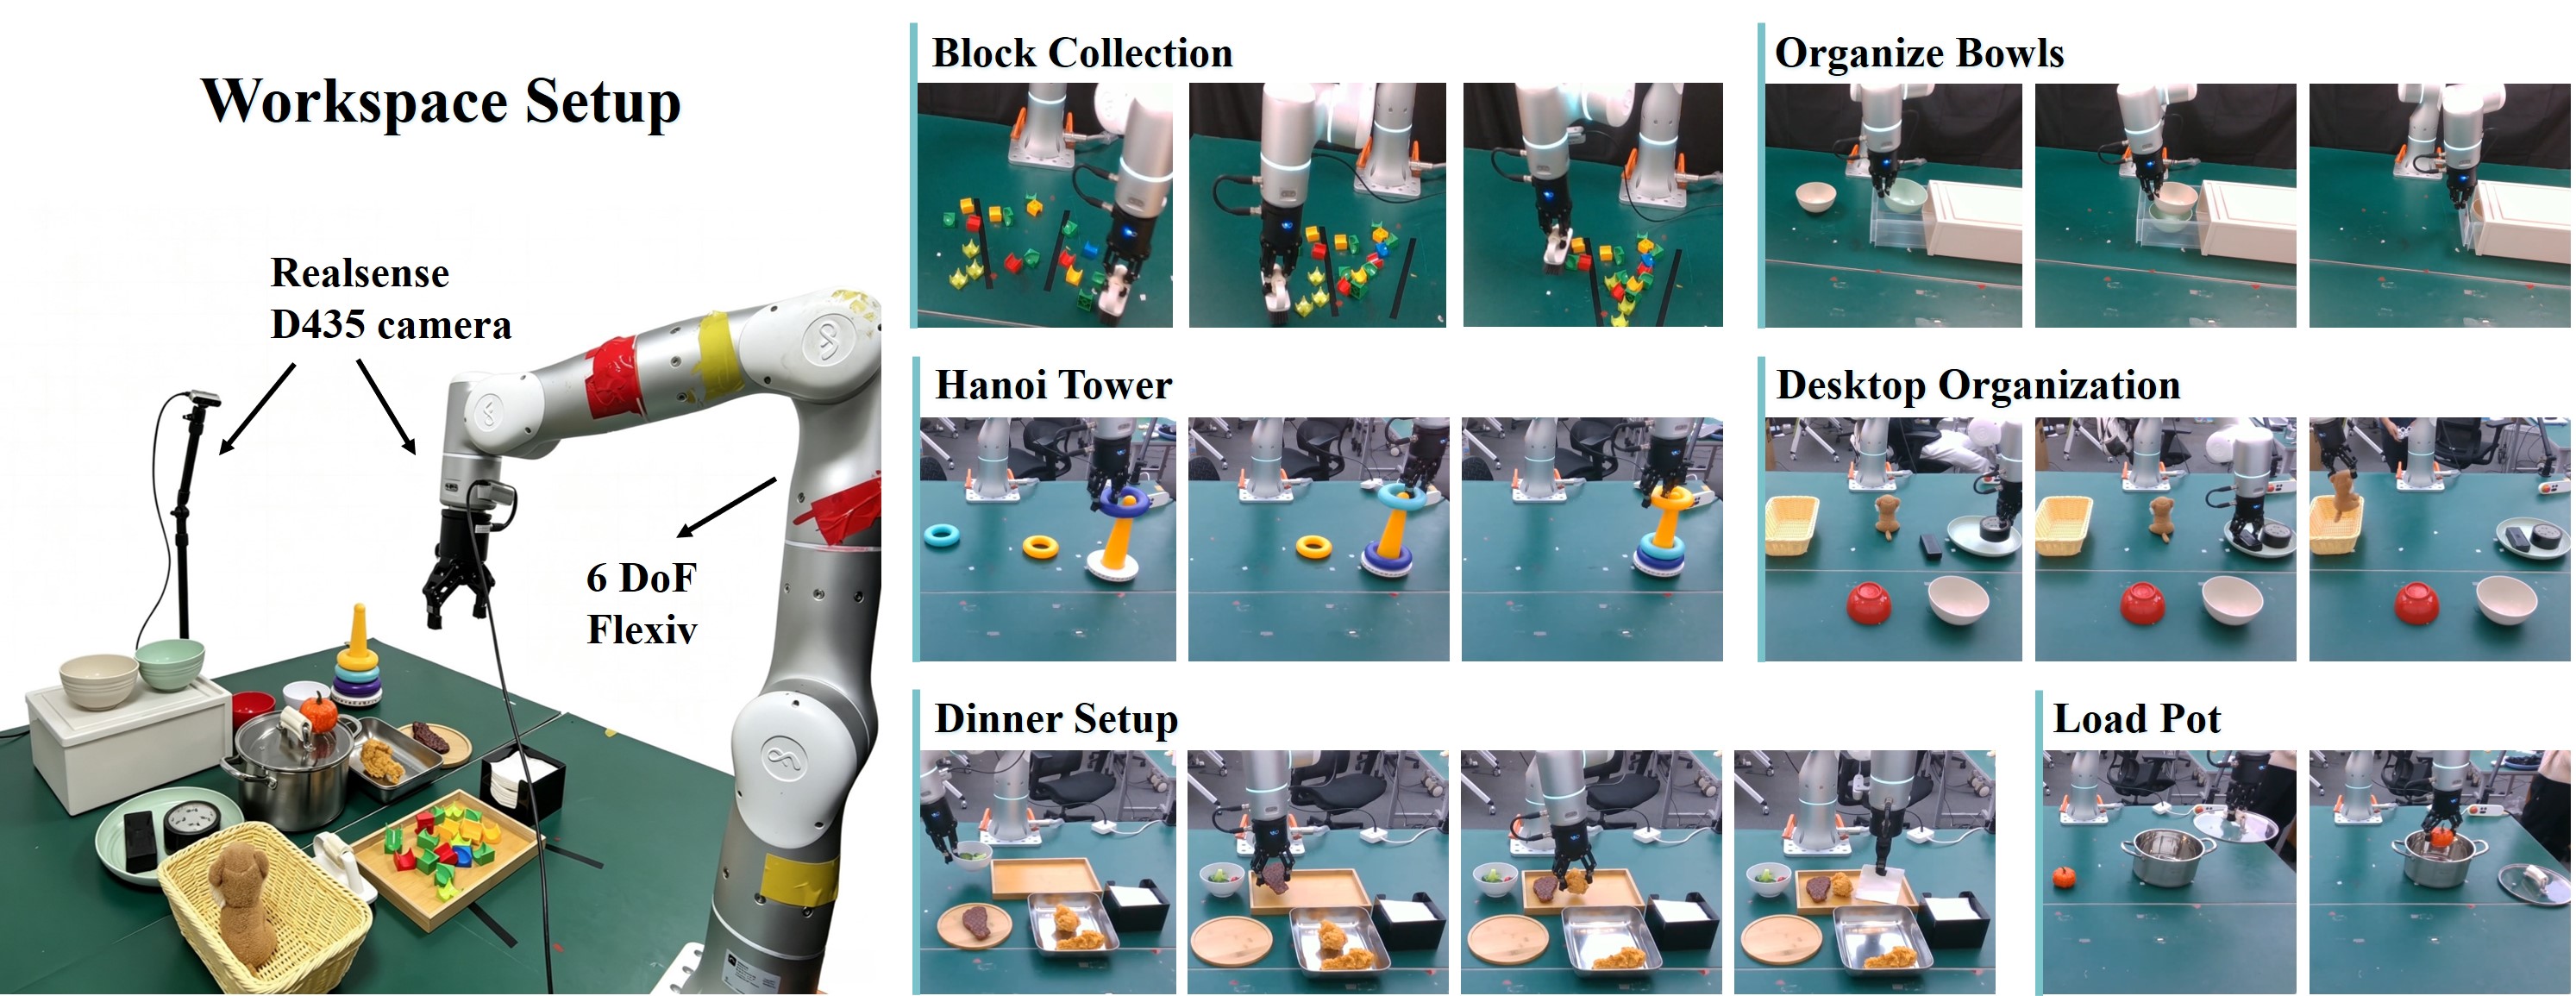 Workspace Setup
Realsense
D435 camera
6 DoF
Flexiv
Block Collection
Organize Bowls
Hanoi Tower
Desktop Organization
Dinner Setup
Load Pot